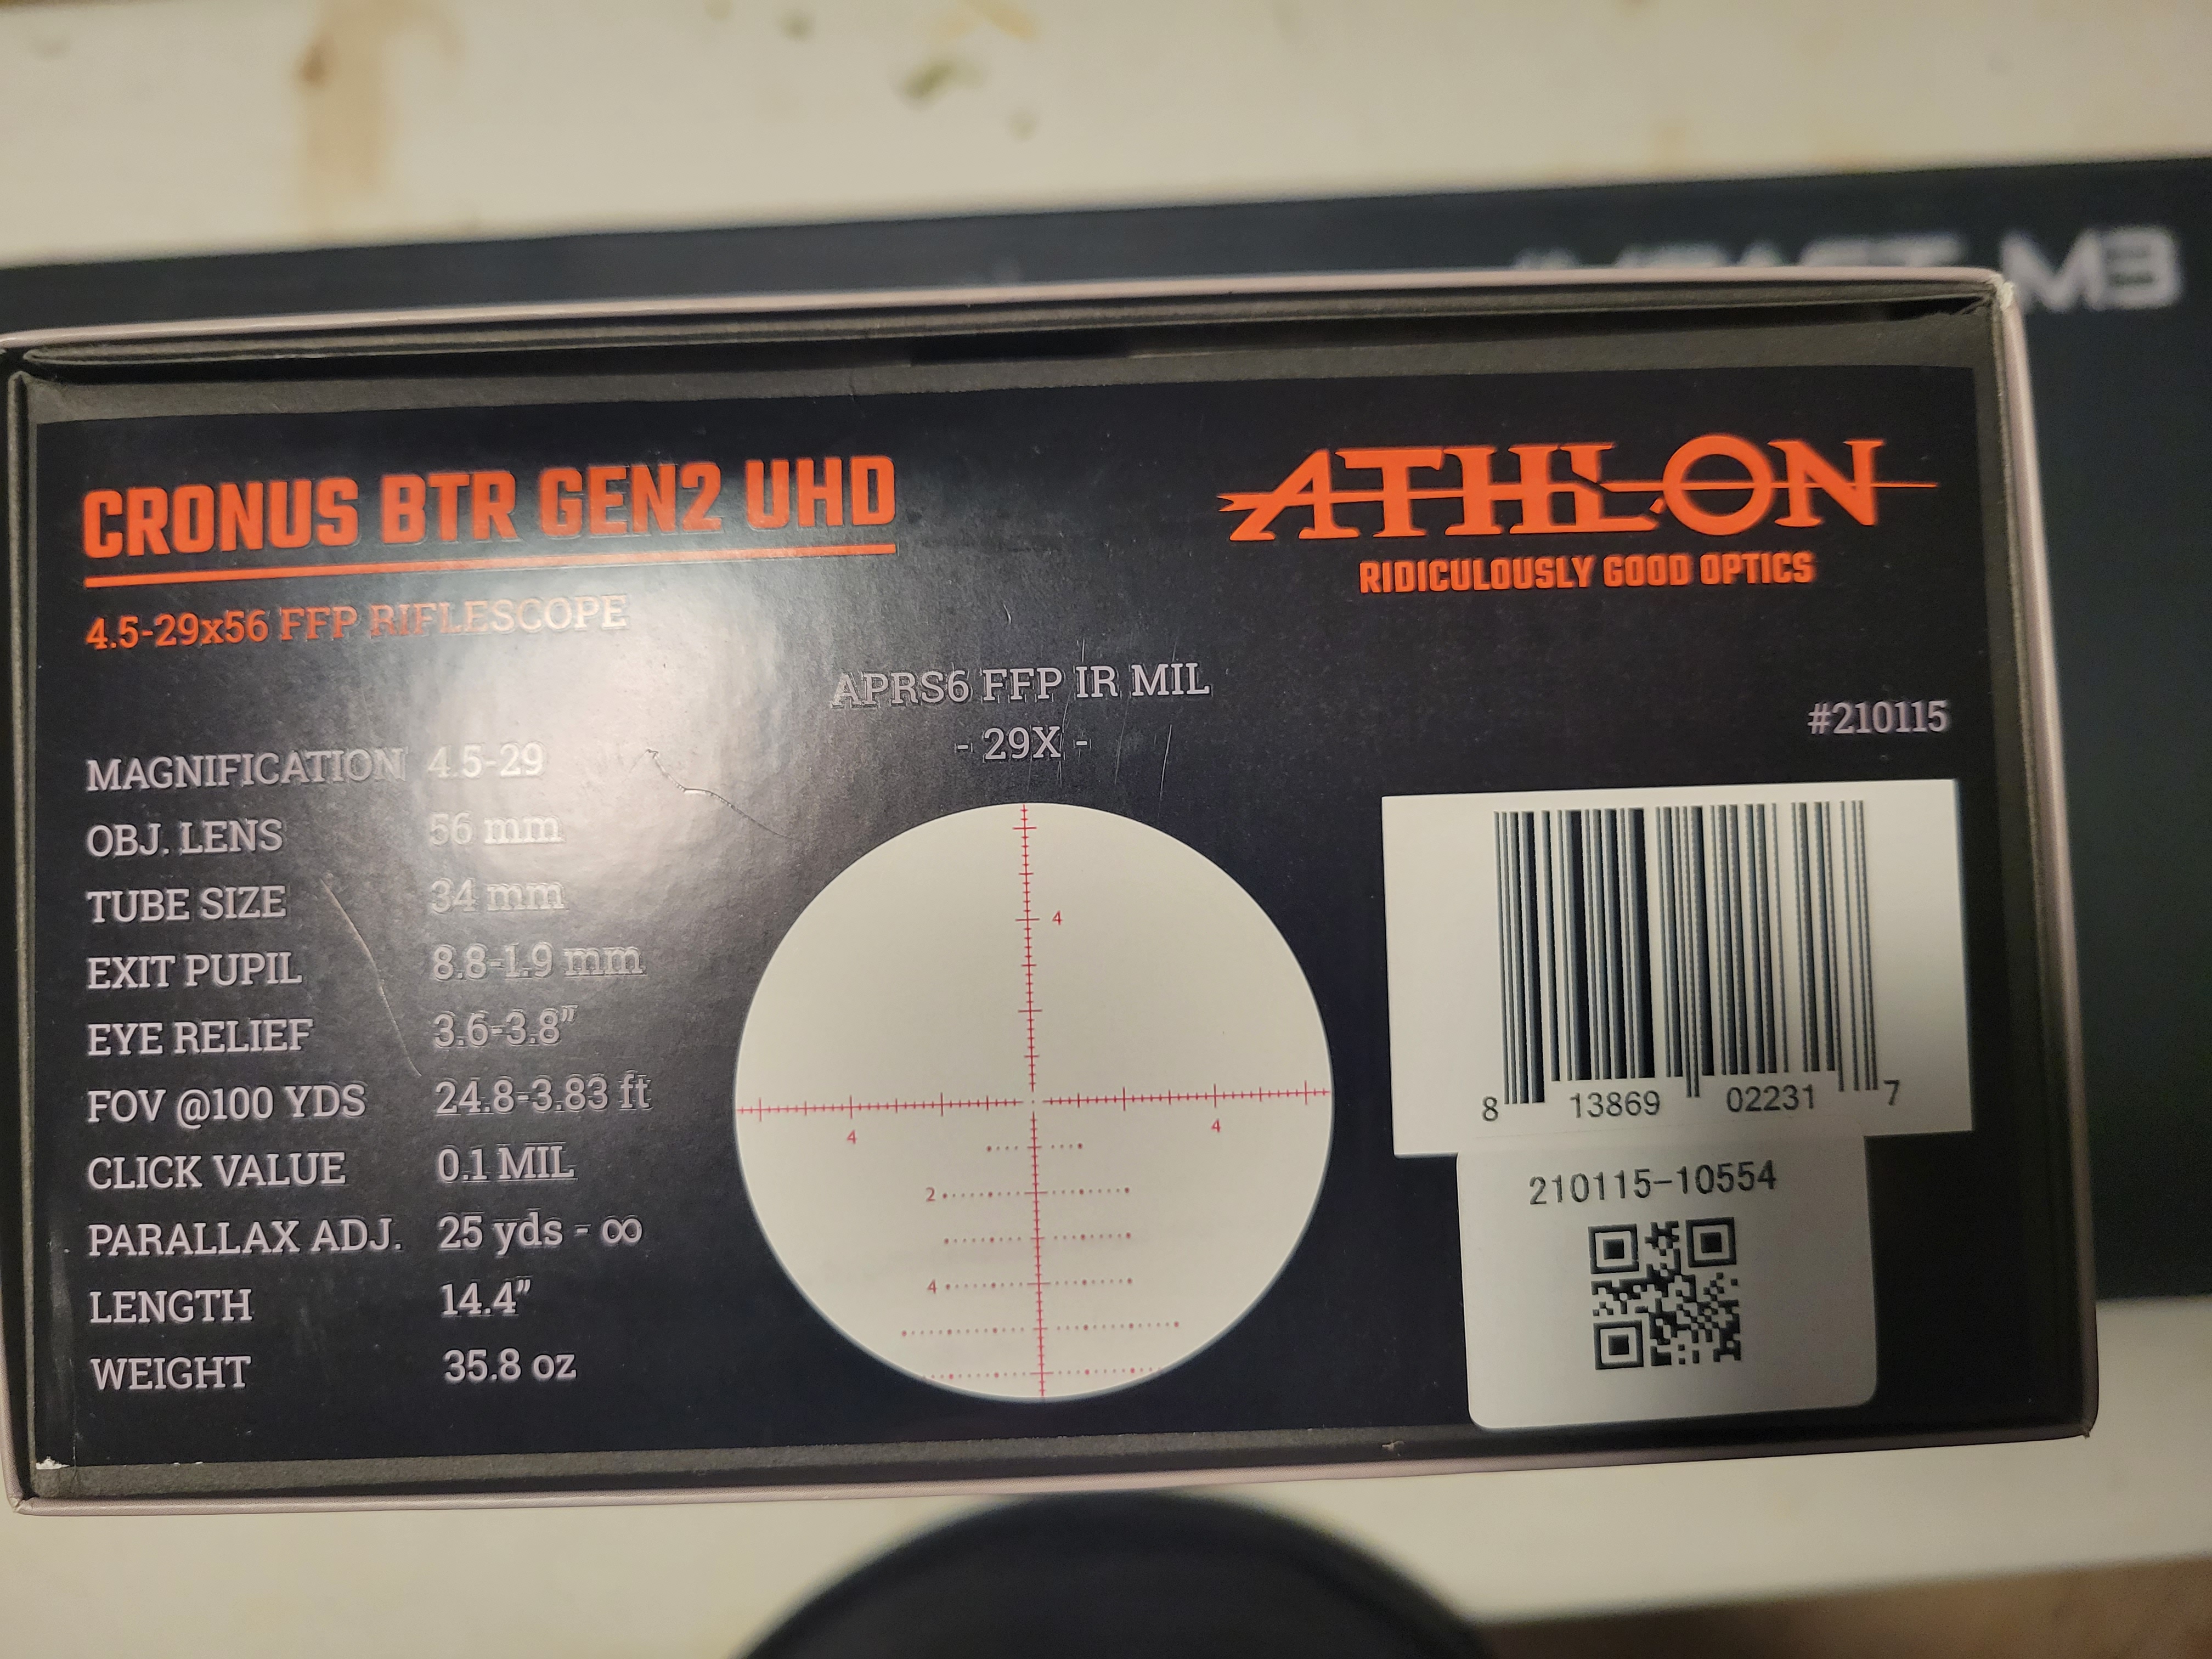 M3
CRONUS BTR GEN2 UHD
ATHLON
RIDICULOUSLY GOOD OPTICS
4.5-29x56 FFP RIFLESCOPE
APRS6 FFP IR MIL
- 29X -
#210115
MAGNIFICATION 4.5-29
OBJ. LENS 56 mm
TUBE SIZE 34 mm
EXIT PUPIL 8.8-1.9 mm
EYE RELIEF 3.6-3.8”
FOV @100 YDS 24.8-3.83 ft
CLICK VALUE 0.1 MIL
PARALLAX ADJ. 25 yds - ∞
LENGTH 14.4”
WEIGHT 35.8 oz
4
4 4
2
4
8 13869 02231 7
210115-10554